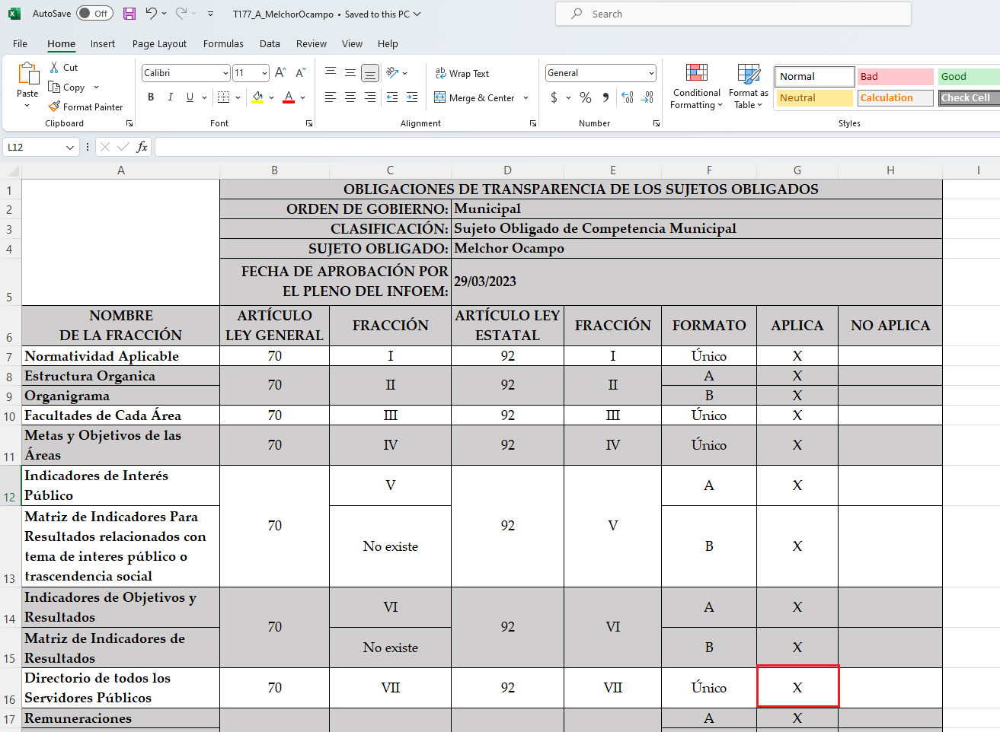 AutoSave Off T177_A_MelchorOcampo • Saved to this PC Search
File Home Insert Page Layout Formulas Data Review View Help
Paste Cut Copy Format Painter Clipboard
Calibri 11 A A B I U A Font
Wrap Text Merge & Center Alignment
General $ % Number
Conditional Formatting Format as Table
Normal Bad Good
Neutral Calculation Check Cell
Styles
L12 fx
A B C D E F G H I
1 OBLIGACIONES DE TRANSPARENCIA DE LOS SUJETOS OBLIGADOS
2 ORDEN DE GOBIERNO: Municipal
3 CLASIFICACIÓN: Sujeto Obligado de Competencia Municipal
4 SUJETO OBLIGADO: Melchor Ocampo
5 FECHA DE APROBACIÓN POR EL PLENO DEL INFOEM: 29/03/2023
6 NOMBRE DE LA FRACCIÓN ARTÍCULO LEY GENERAL FRACCIÓN ARTÍCULO LEY ESTATAL FRACCIÓN FORMATO APLICA NO APLICA
7 Normatividad Aplicable 70 I 92 I Único X
8 Estructura Organica 70 II 92 II A X
9 Organigrama B X
10 Facultades de Cada Área 70 III 92 III Único X
11 Metas y Objetivos de las Áreas 70 IV 92 IV Único X
12 Indicadores de Interés Público 70 V 92 V A X
13 Matriz de Indicadores Para Resultados relacionados con tema de interes público o trascendencia social No existe B X
14 Indicadores de Objetivos y Resultados 70 VI 92 VI A X
15 Matriz de Indicadores de Resultados No existe B X
16 Directorio de todos los Servidores Públicos 70 VII 92 VII Único X
17 Remuneraciones A X